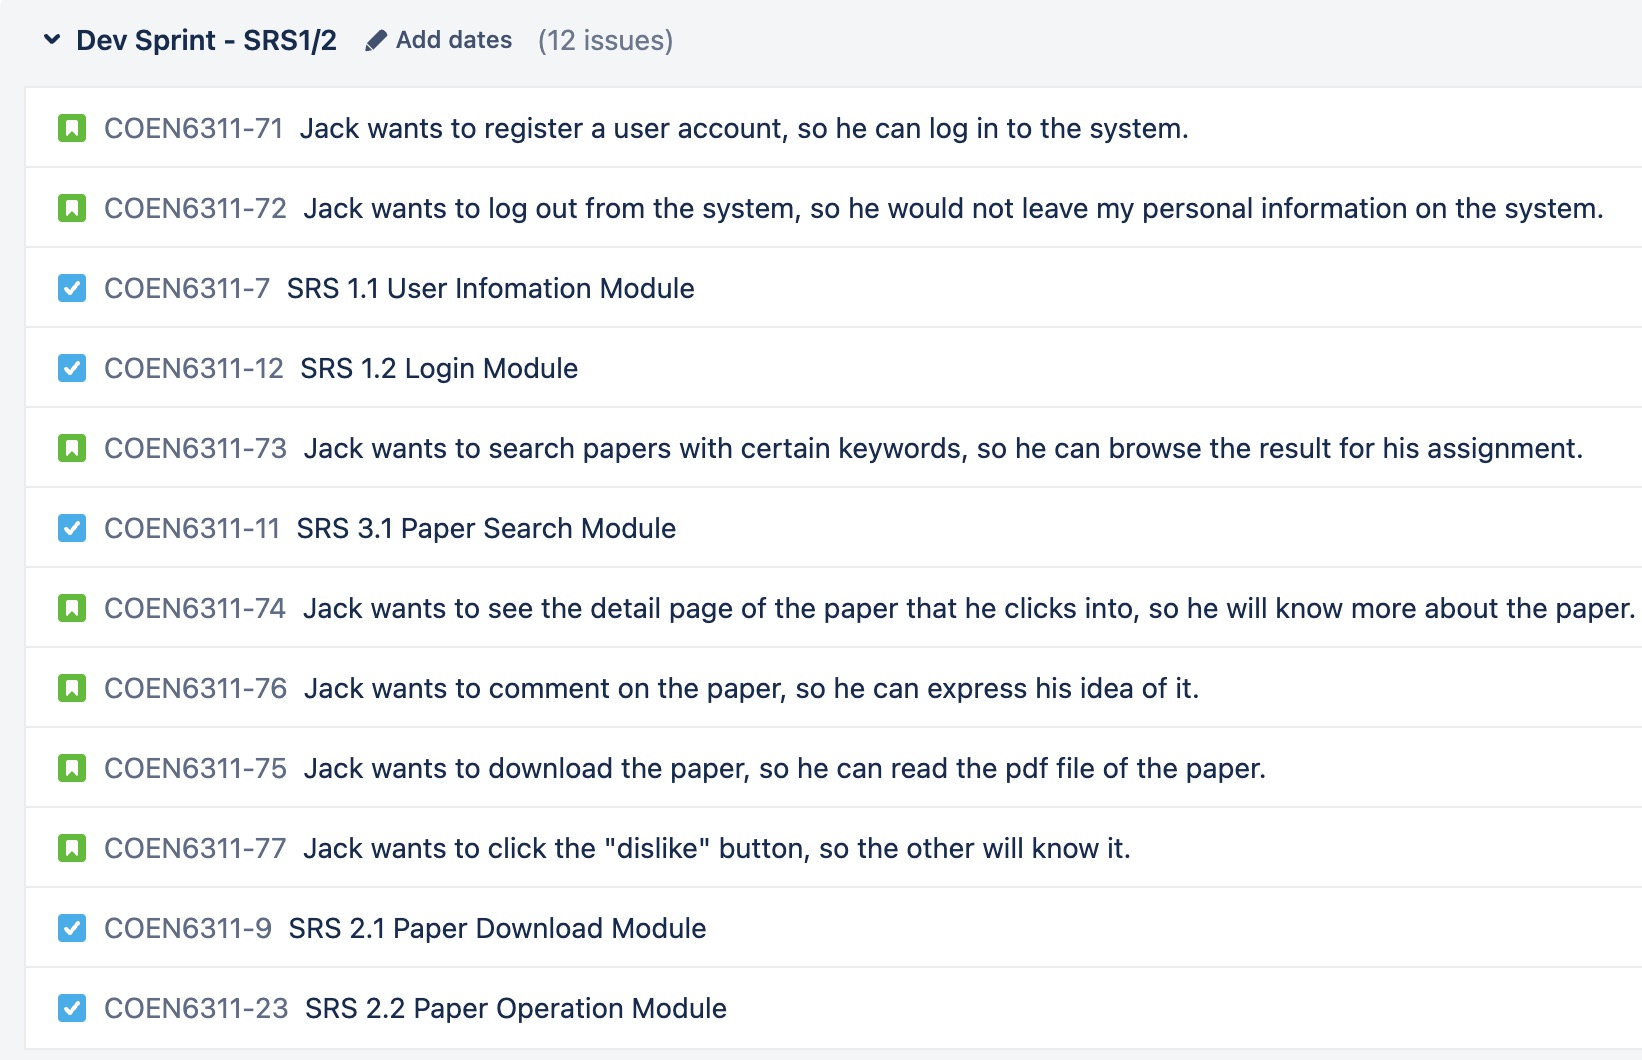 Dev Sprint - SRS1/2 Add dates (12 issues)
COEN6311-71 Jack wants to register a user account, so he can log in to the system.
COEN6311-72 Jack wants to log out from the system, so he would not leave my personal information on the system.
COEN6311-7 SRS 1.1 User Infomation Module
COEN6311-12 SRS 1.2 Login Module
COEN6311-73 Jack wants to search papers with certain keywords, so he can browse the result for his assignment.
COEN6311-11 SRS 3.1 Paper Search Module
COEN6311-74 Jack wants to see the detail page of the paper that he clicks into, so he will know more about the paper.
COEN6311-76 Jack wants to comment on the paper, so he can express his idea of it.
COEN6311-75 Jack wants to download the paper, so he can read the pdf file of the paper.
COEN6311-77 Jack wants to click the "dislike" button, so the other will know it.
COEN6311-9 SRS 2.1 Paper Download Module
COEN6311-23 SRS 2.2 Paper Operation Module